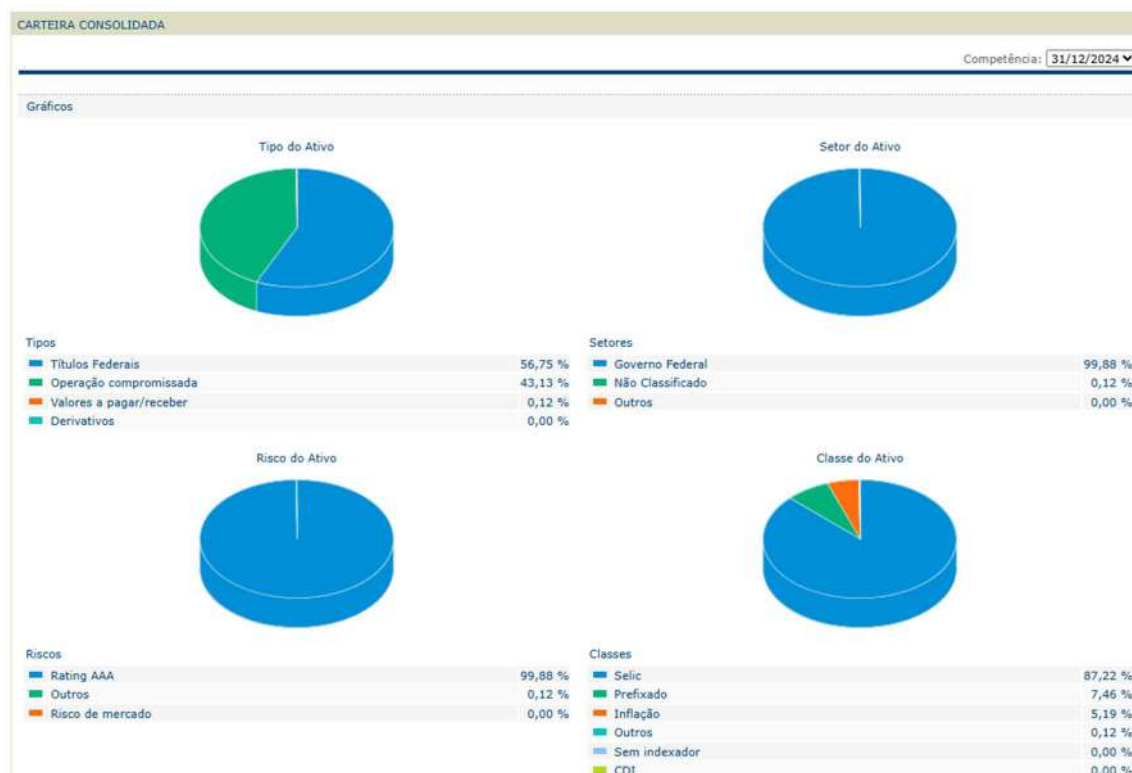 CARTEIRA CONSOLIDADA
Competência: 31/12/2024
Gráficos
Tipo do Ativo
Tipos
Títulos Federais 56,75 %
Operação compromissada 43,13 %
Valores a pagar/receber 0,12 %
Derivativos 0,00 %
Setor do Ativo
Setores
Governo Federal 99,88 %
Não Classificado 0,12 %
Outros 0,00 %
Risco do Ativo
Riscos
Rating AAA 99,88 %
Outros 0,12 %
Risco de mercado 0,00 %
Classe do Ativo
Classes
Selic 87,22 %
Prefixado 7,46 %
Inflação 5,19 %
Outros 0,12 %
Sem indexador 0,00 %
CDI 0,00 %